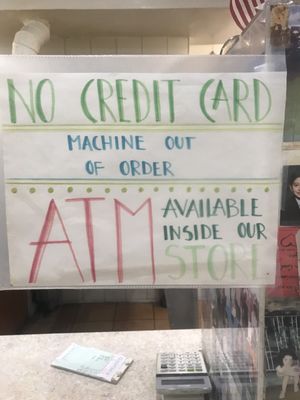 NO CREDIT CARD
MACHINE OUT
OF ORDER
ATM AVAILABLE
INSIDE OUR
STORE